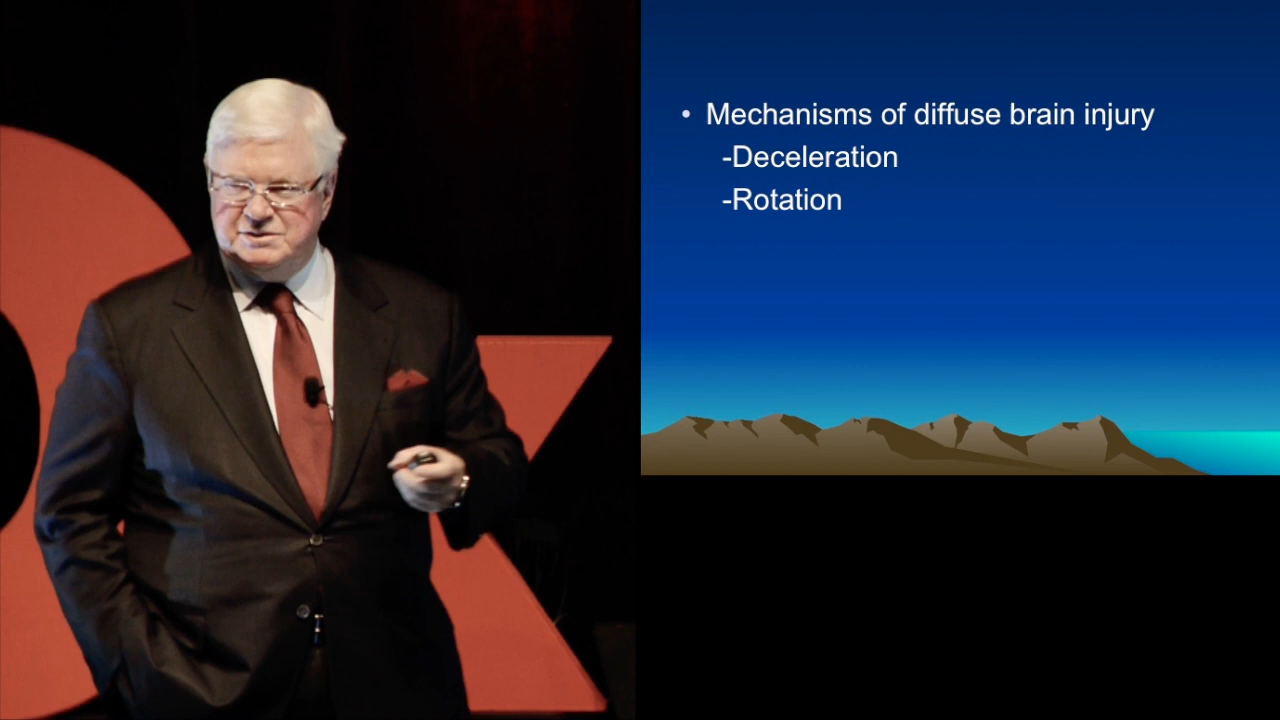 • Mechanisms of diffuse brain injury
-Deceleration
-Rotation